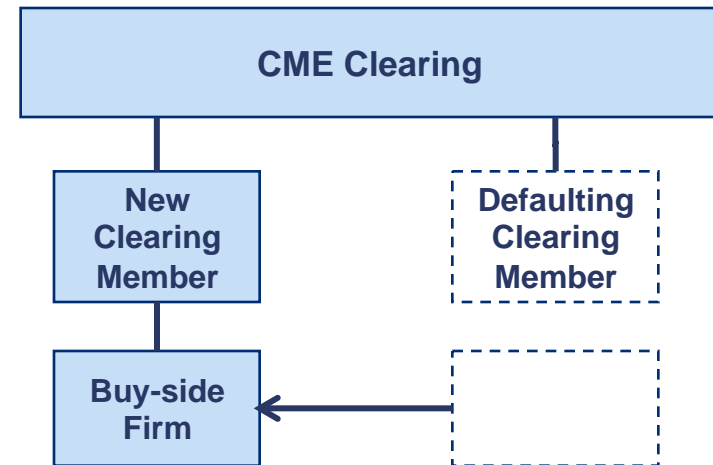 CME Clearing
New
Clearing
Member
Defaulting
Clearing
Member
Buy-side
Firm